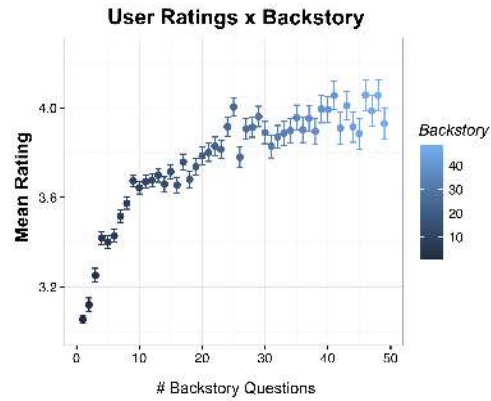 User Ratings x Backstory
Mean Rating
4.0
3.6
3.2
0 10 20 30 40 50
# Backstory Questions
Backstory
40
30
20
10